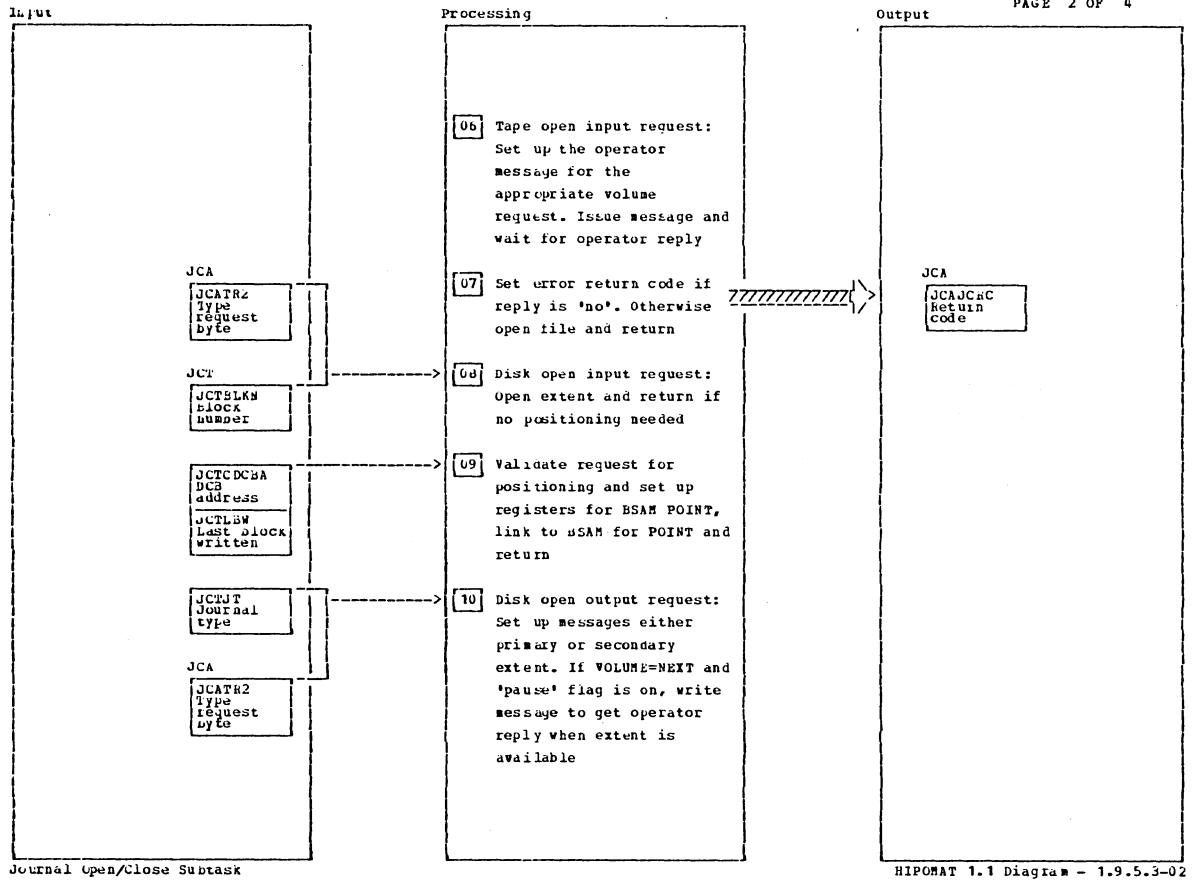 PAGE 2 OF 4
Input
Processing
Output
06 Tape open input request:
Set up the operator
message for the
appropriate volume
request. Issue message and
wait for operator reply
JCA
JCATR2
Type
request
byte
07 Set error return code if
reply is 'no'. Otherwise
open file and return
JCA
JCAJCRC
Return
code
JCT
JCTBLKN
Block
number
08 Disk open input request:
Open extent and return if
no positioning needed
JCTCDCBA
DCB
address
JCTLBW
Last block
written
09 Validate request for
positioning and set up
registers for BSAM POINT,
link to BSAM for POINT and
return
JCTJT
Journal
type
JCA
JCATR2
Type
request
byte
10 Disk open output request:
Set up messages either
primary or secondary
extent. If VOLUME=NEXT and
'pause' flag is on, write
message to get operator
reply when extent is
available
Journal Open/Close Subtask
HIPOMAT 1.1 Diagram - 1.9.5.3-02